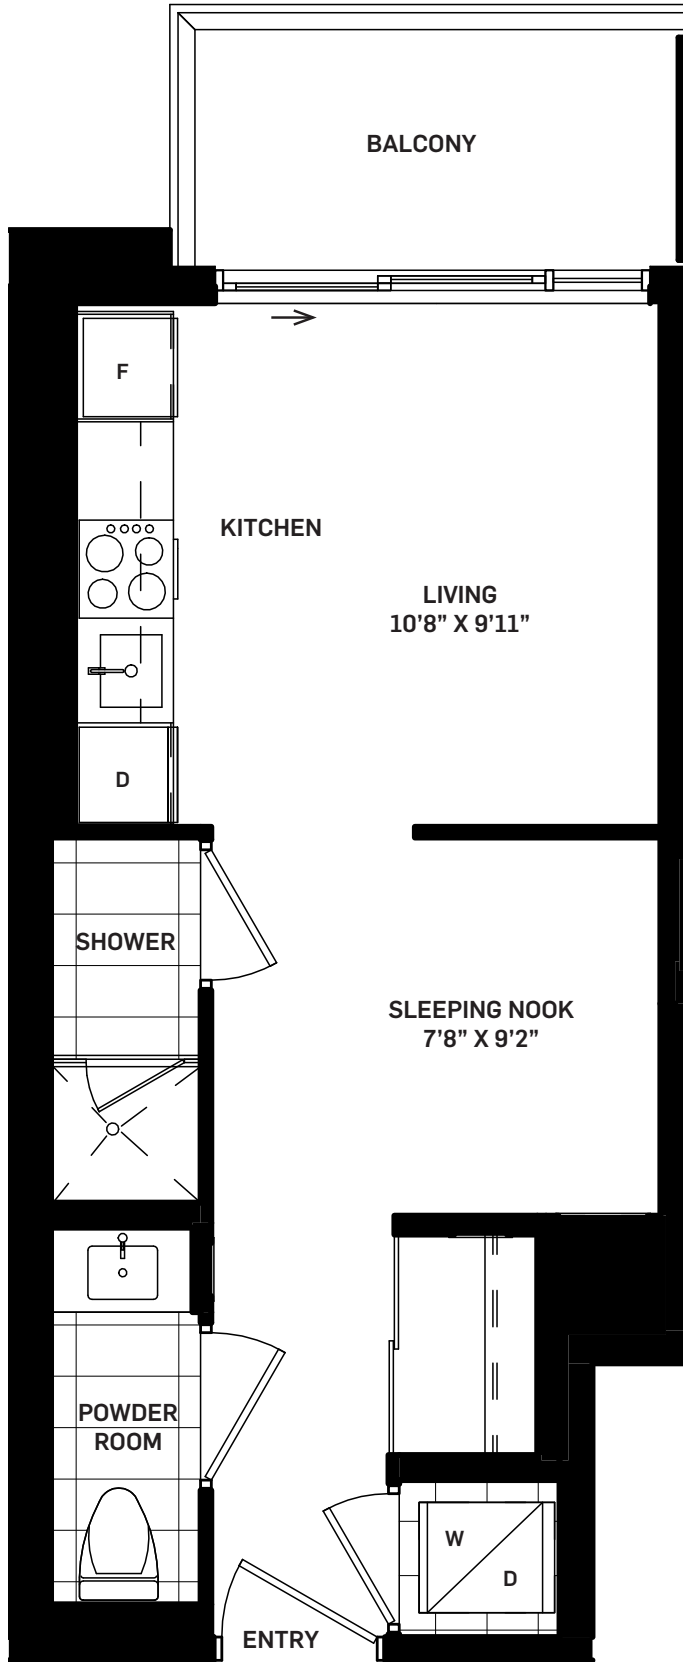 BALCONY
F
KITCHEN
LIVING
10’8” X 9’11”
D
SHOWER
SLEEPING NOOK
7’8” X 9’2”
POWDER
ROOM
W
D
ENTRY